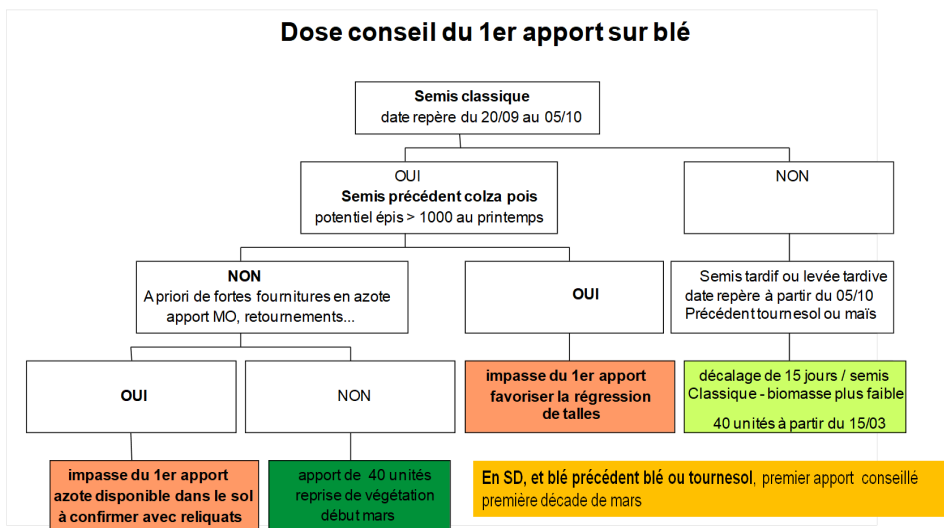 Dose conseil du 1er apport sur blé
Semis classique
date repère du 20/09 au 05/10
OUI
Semis précédent colza pois
potentiel épis > 1000 au printemps
NON
NON
A priori de fortes fournitures en azote
apport MO, retournements...
OUI
Semis tardif ou levée tardive
date repère à partir du 05/10
Précédent tournesol ou maïs
OUI
NON
impasse du 1er apport
favoriser la régression
de talles
décalage de 15 jours / semis
Classique - biomasse plus faible
40 unités à partir du 15/03
impasse du 1er apport
azote disponible dans le sol
à confirmer avec reliquats
apport de 40 unités
reprise de végétation
début mars
En SD, et blé précédent blé ou tournesol, premier apport conseillé
première décade de mars